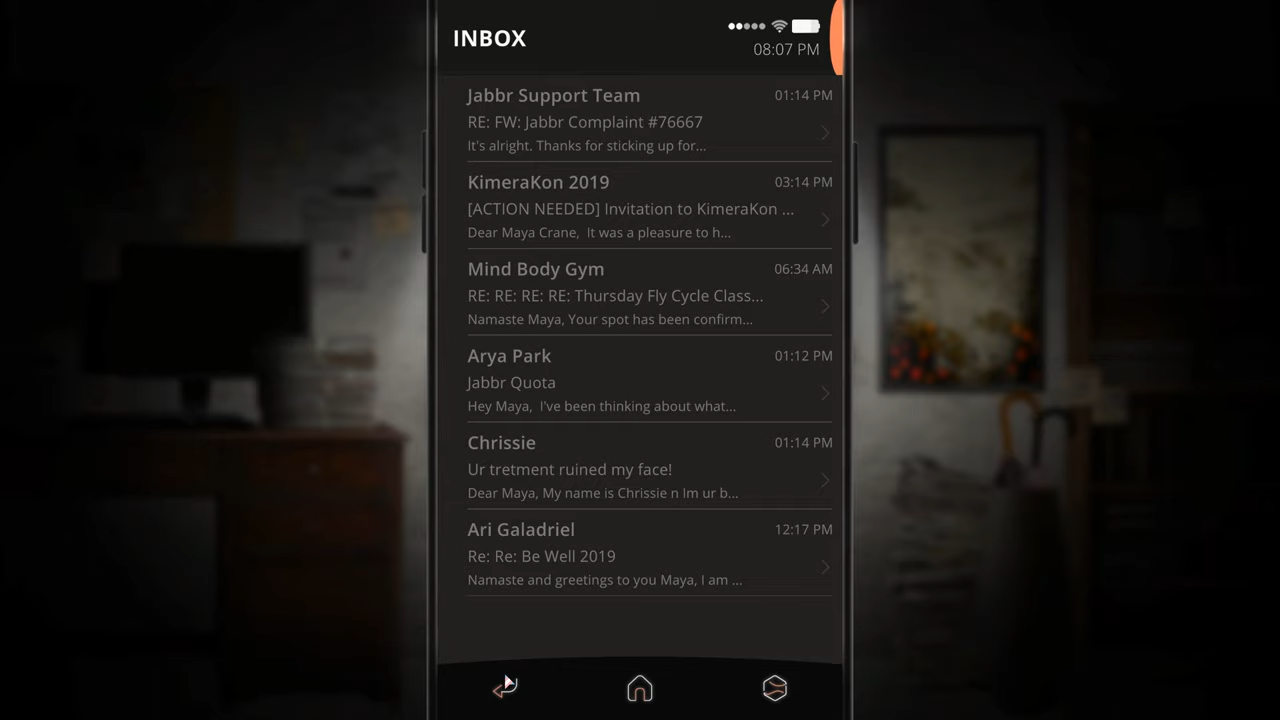 INBOX
08:07 PM
Jabbr Support Team 01:14 PM
RE: FW: Jabbr Complaint #76667
It's alright. Thanks for sticking up for...
KimeraKon 2019 03:14 PM
[ACTION NEEDED] Invitation to KimeraKon ...
Dear Maya Crane,  It was a pleasure to h...
Mind Body Gym 06:34 AM
RE: RE: RE: RE: Thursday Fly Cycle Class...
Namaste Maya, Your spot has been confirm...
Arya Park 01:12 PM
Jabbr Quota
Hey Maya,  I've been thinking about what...
Chrissie 01:14 PM
Ur tretment ruined my face!
Dear Maya, My name is Chrissie n Im ur b...
Ari Galadriel 12:17 PM
Re: Re: Be Well 2019
Namaste and greetings to you Maya, I am ...